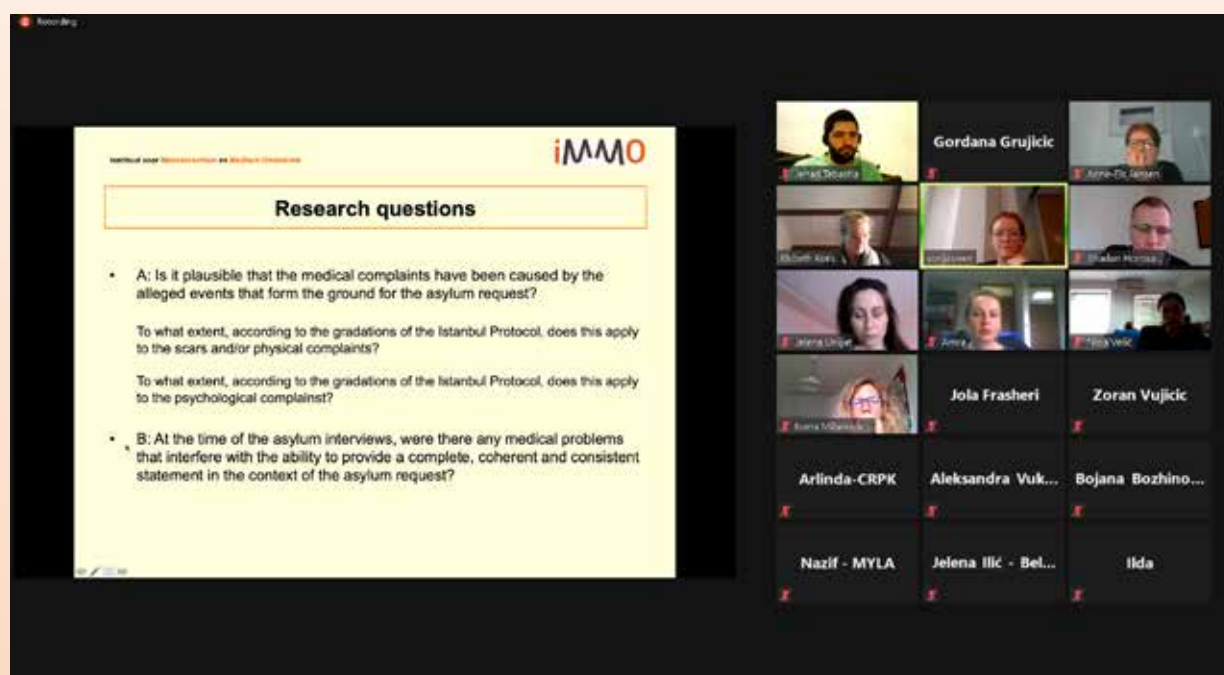 Recording
iMMO
Research questions
• A: Is it plausible that the medical complaints have been caused by the
alleged events that form the ground for the asylum request?
To what extent, according to the gradations of the Istanbul Protocol, does this apply
to the scars and/or physical complaints?
To what extent, according to the gradations of the Istanbul Protocol, does this apply
to the psychological complainst?
• B: At the time of the asylum interviews, were there any medical problems
that interfere with the ability to provide a complete, coherent and consistent
statement in the context of the asylum request?
Gordana Grujicic
Anne-Els Jansen
Amra
Jola Frasheri
Zoran Vujicic
Arlinda-CRPK
Aleksandra Vuk...
Bojana Bozhino...
Nazif - MYLA
Jelena Ilić - Bel...
Ilda